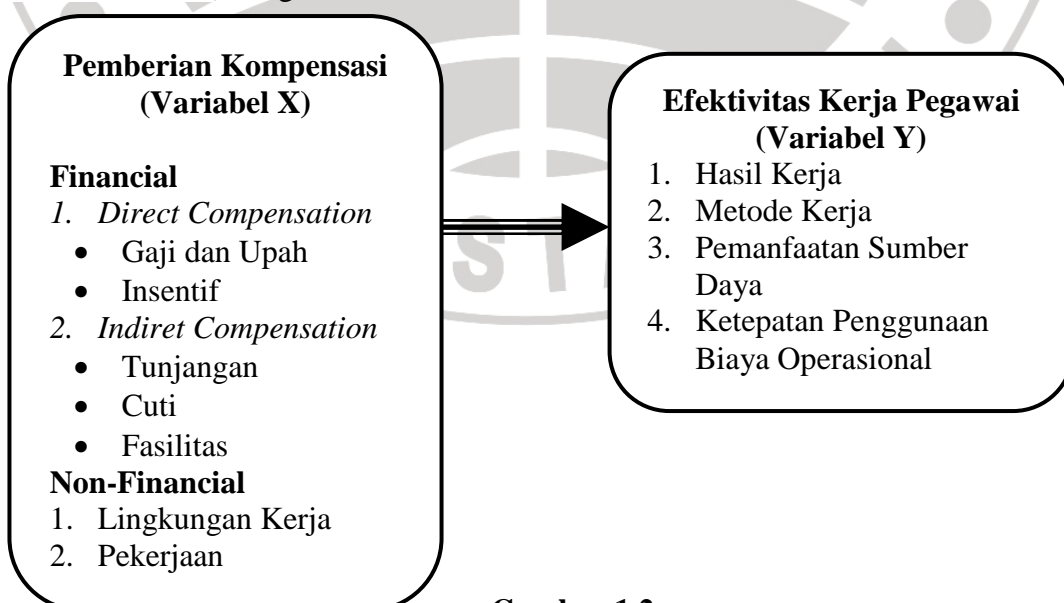 Pemberian Kompensasi
(Variabel X)
Financial
1. Direct Compensation
• Gaji dan Upah
• Insentif
2. Indiret Compensation
• Tunjangan
• Cuti
• Fasilitas
Non-Financial
1. Lingkungan Kerja
2. Pekerjaan
Efektivitas Kerja Pegawai
(Variabel Y)
1. Hasil Kerja
2. Metode Kerja
3. Pemanfaatan Sumber
Daya
4. Ketepatan Penggunaan
Biaya Operasional